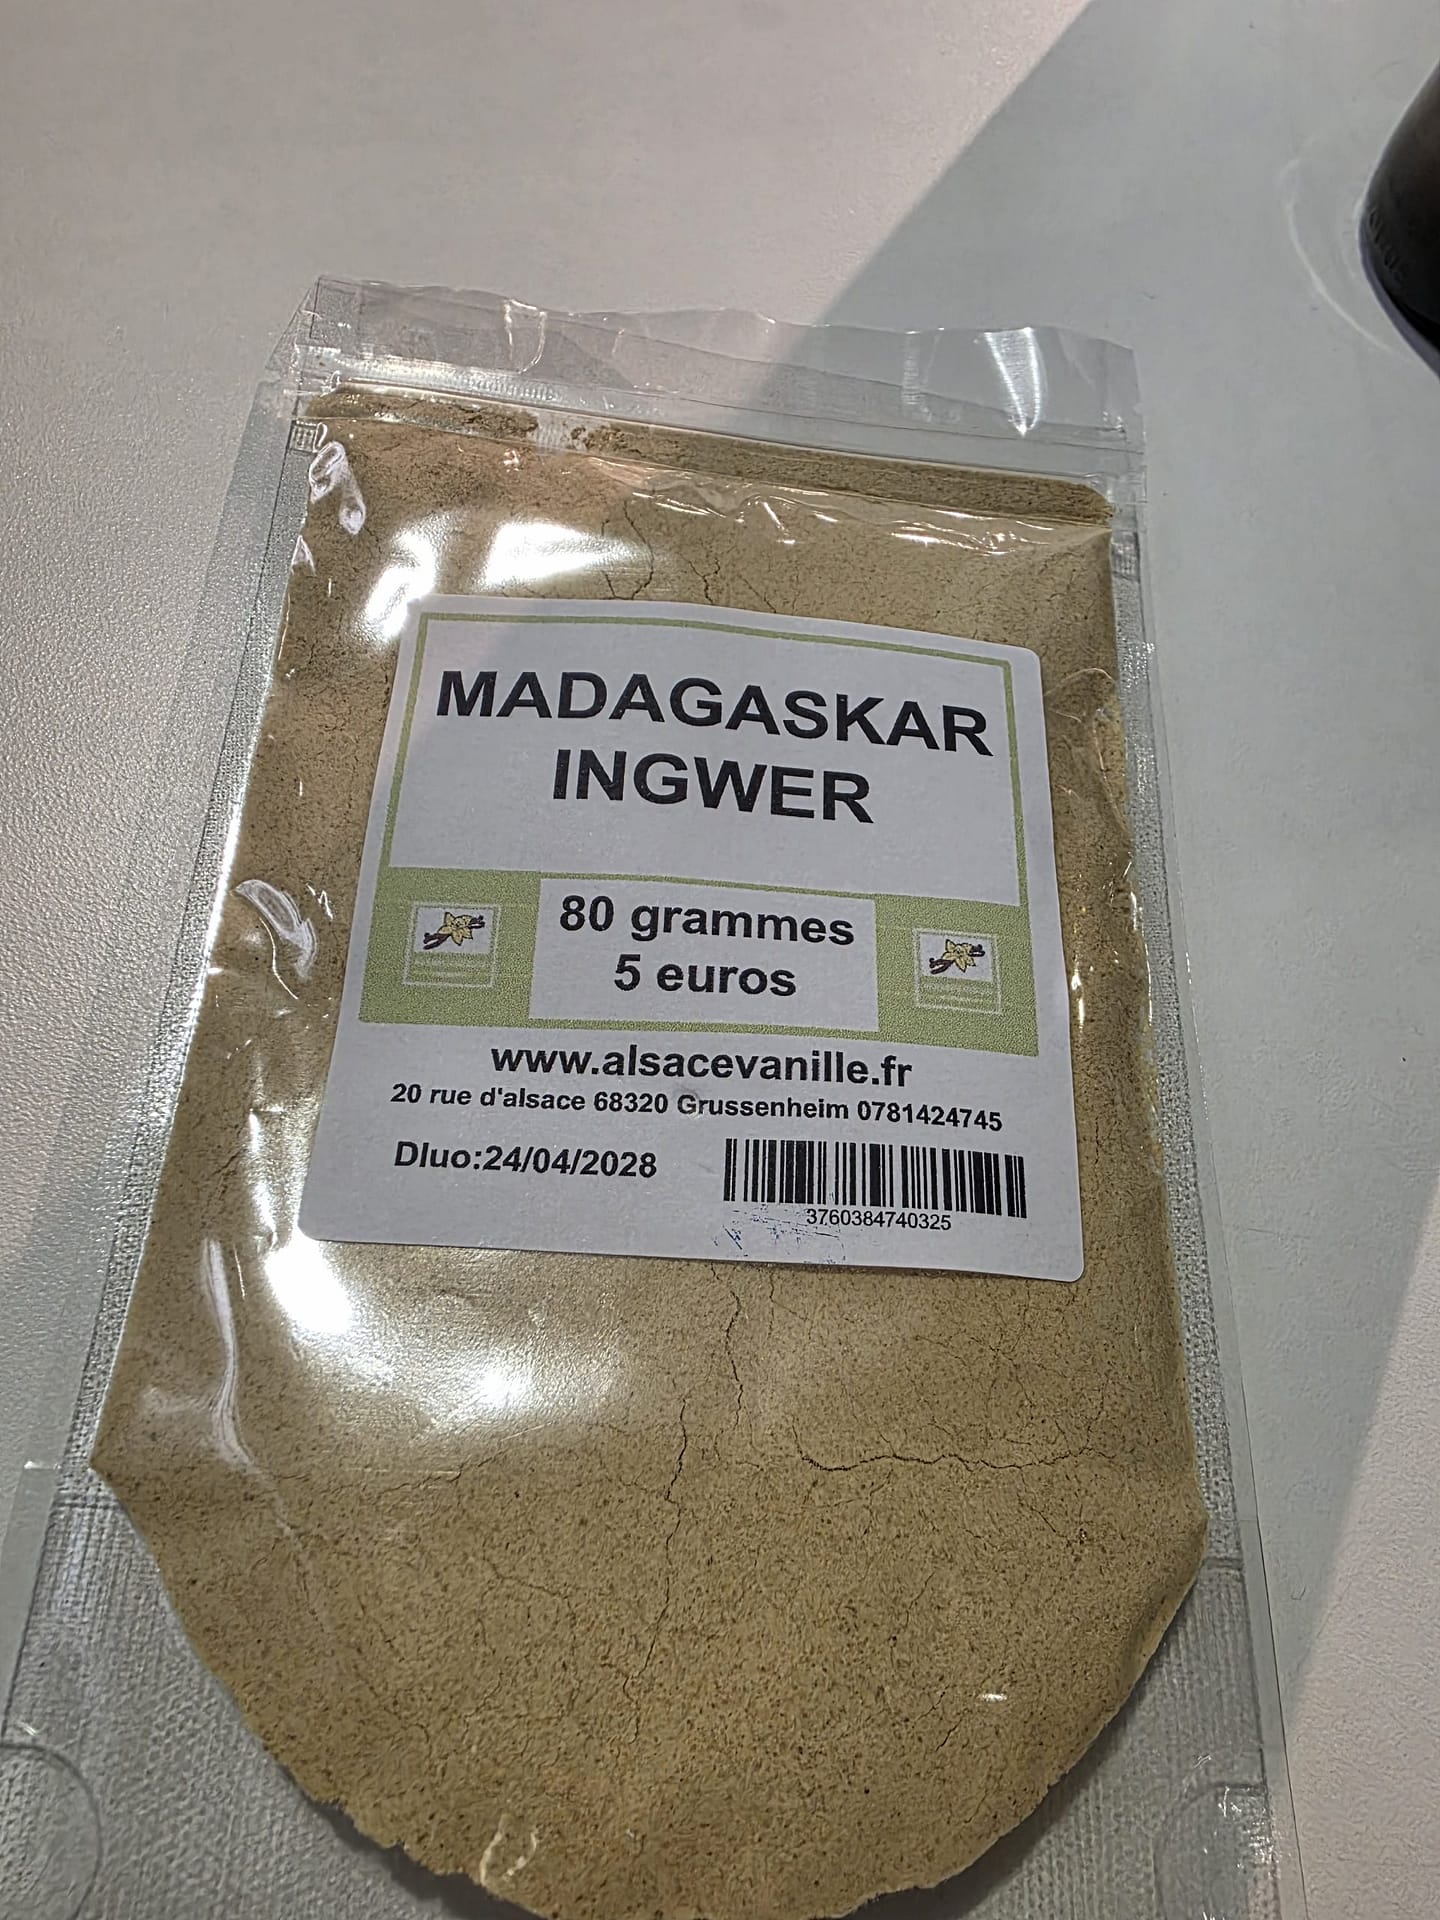 MADAGASKAR
INGWER
80 grammes
5 euros
www.alsacevanille.fr
20 rue d'alsace 68320 Grussenheim 0781424745
Dluo:24/04/2028
3760384740325